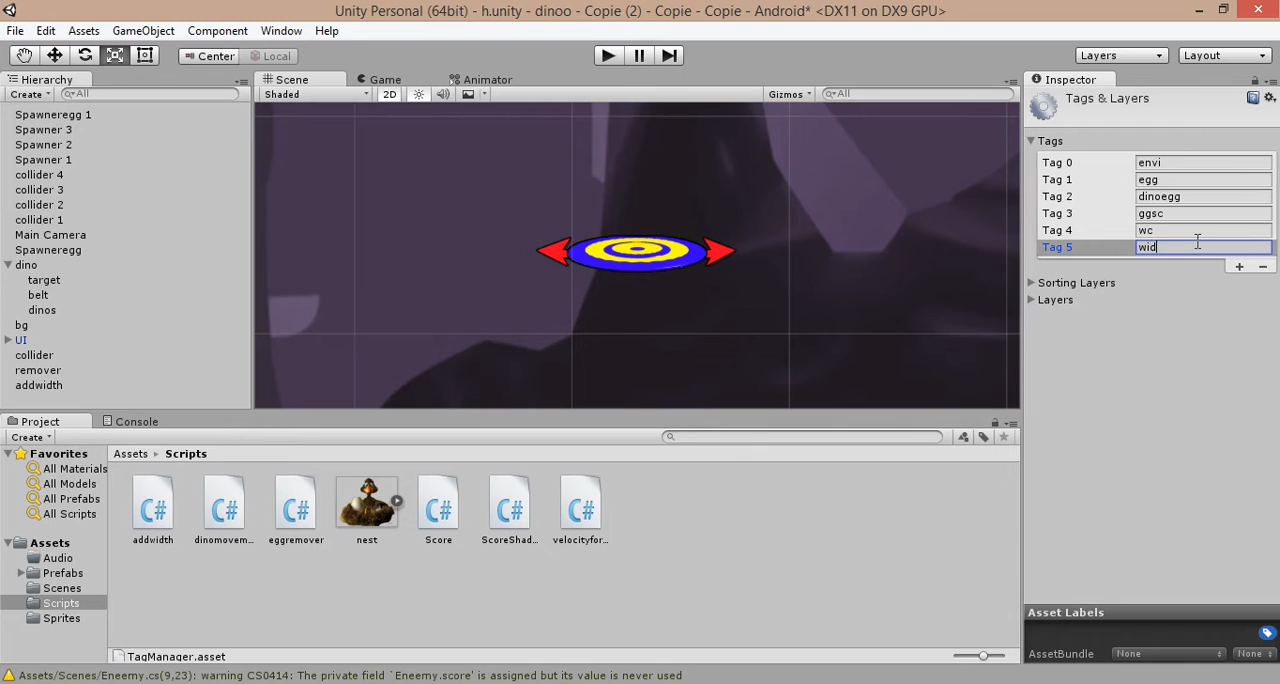 Unity Personal (64bit) - h.unity - dinoo - Copie (2) - Copie - Copie - Android* <DX11 on DX9 GPU>
File Edit Assets GameObject Component Window Help
Center Local Layers Layout
Hierarchy Scene Game Animator Inspector
Create All Shaded 2D Gizmos All
Tags & Layers
Spawneregg 1
Spawner 3
Spawner 2
Spawner 1
collider 4
collider 3
collider 2
collider 1
Main Camera
Spawneregg
dino
target
belt
dinos
bg
UI
collider
remover
addwidth
Tags
Tag 0 envi
Tag 1 egg
Tag 2 dinoegg
Tag 3 ggsc
Tag 4 wc
Tag 5 wid
Sorting Layers
Layers
Project Console
Create
Favorites
All Materials
All Models
All Prefabs
All Scripts
Assets
Audio
Prefabs
Scenes
Scripts
Sprites
Assets Scripts
C# C# C# C# C# C#
addwidth dinomovem... eggremover nest Score ScoreShad... velocityfor...
TagManager.asset
Asset Labels
AssetBundle None None
Assets/Scenes/Eneemy.cs(9,23): warning CS0414: The private field `Eneemy.score' is assigned but its value is never used